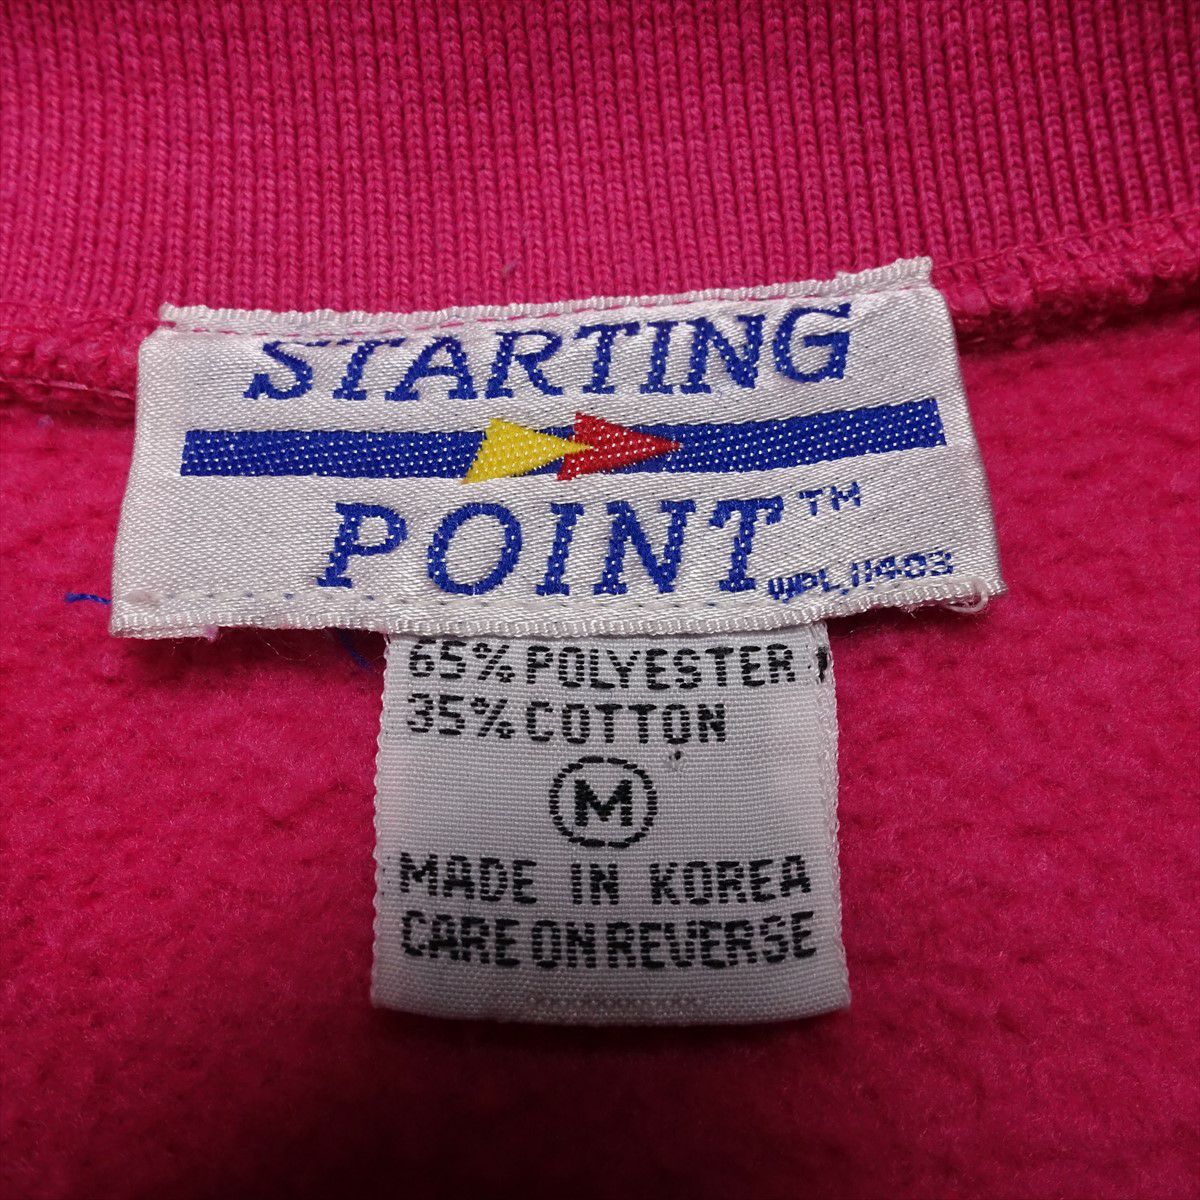 STARTING
POINT™
WPL 11403
65% POLYESTER
35% COTTON
M
MADE IN KOREA
CARE ON REVERSE